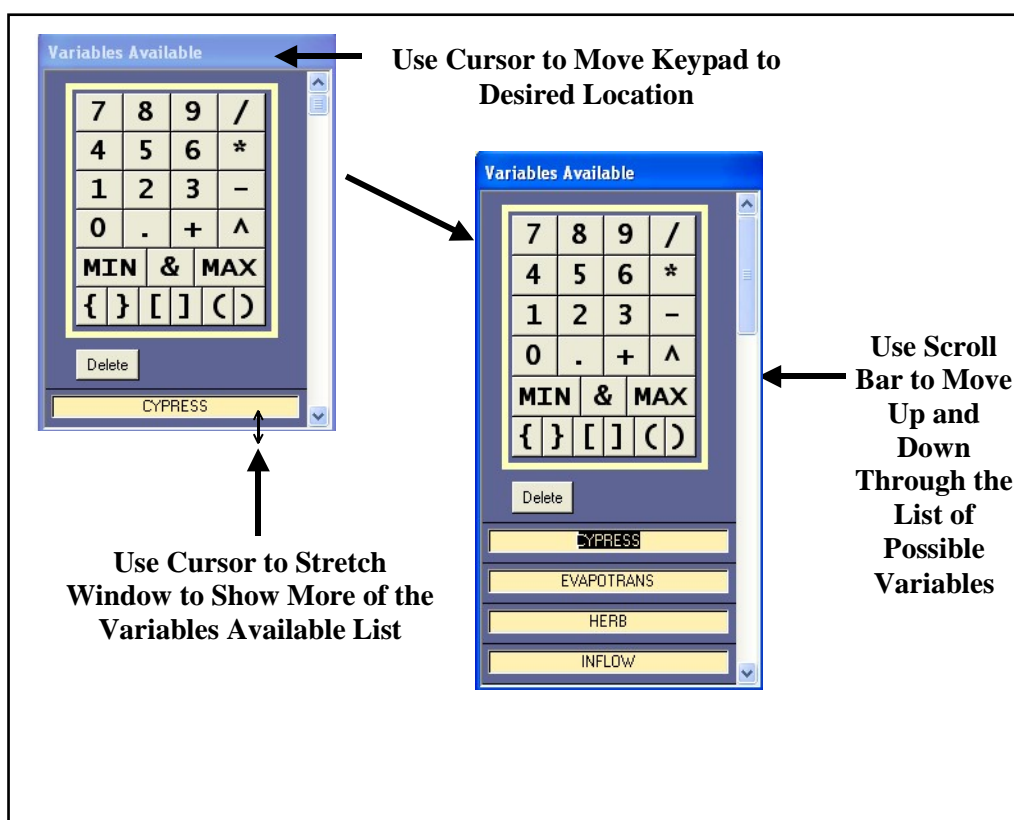 Variables Available
7 8 9 /
4 5 6 *
1 2 3 -
0 . + ^
MIN & MAX
{ } [ ] ( )
Delete
CYPRESS
Use Cursor to Move Keypad to
Desired Location
Variables Available
7 8 9 /
4 5 6 *
1 2 3 -
0 . + ^
MIN & MAX
{ } [ ] ( )
Delete
CYPRESS
EVAPOTRANS
HERB
INFLOW
Use Scroll
Bar to Move
Up and
Down
Through the
List of
Possible
Variables
Use Cursor to Stretch
Window to Show More of the
Variables Available List